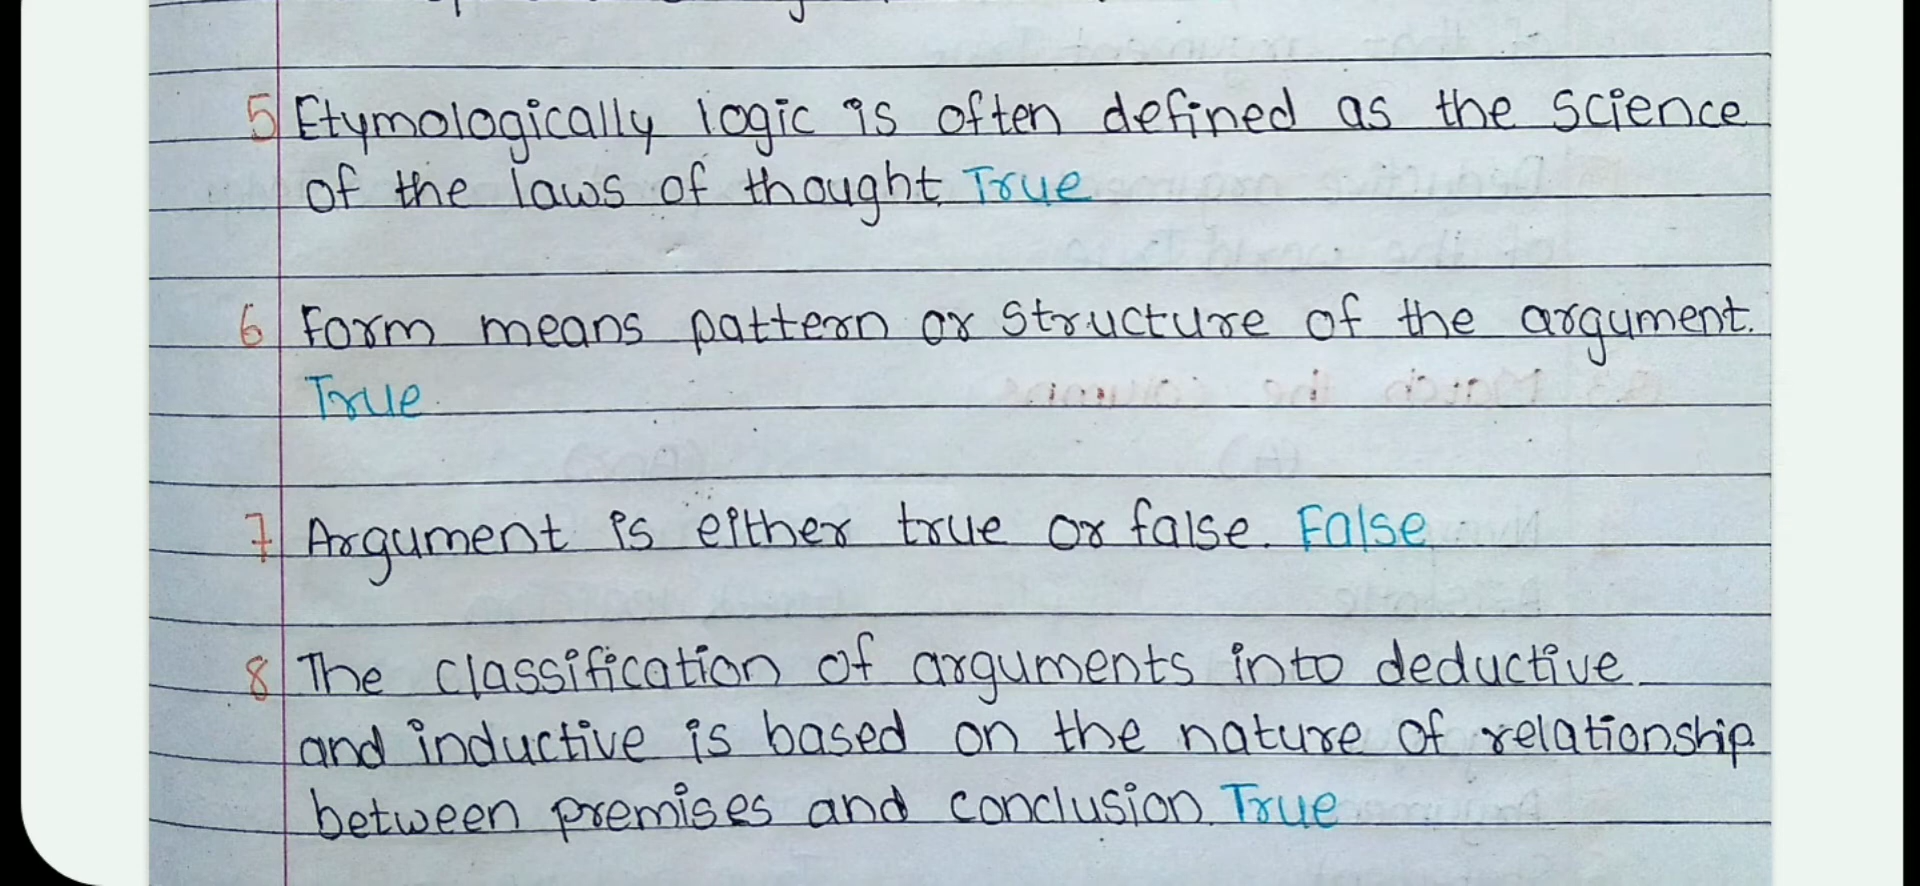 5 Etymologically logic is often defined as the science
of the laws of thought True
6 Form means pattern or structure of the argument.
True
7 Argument is either true or false. False
8 The classification of arguments into deductive
and inductive is based on the nature of relationship
between premises and conclusion. True